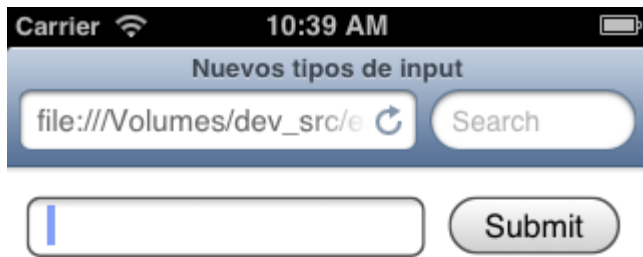 Carrier 10:39 AM
Nuevos tipos de input
file:///Volumes/dev_src/e Search
Submit